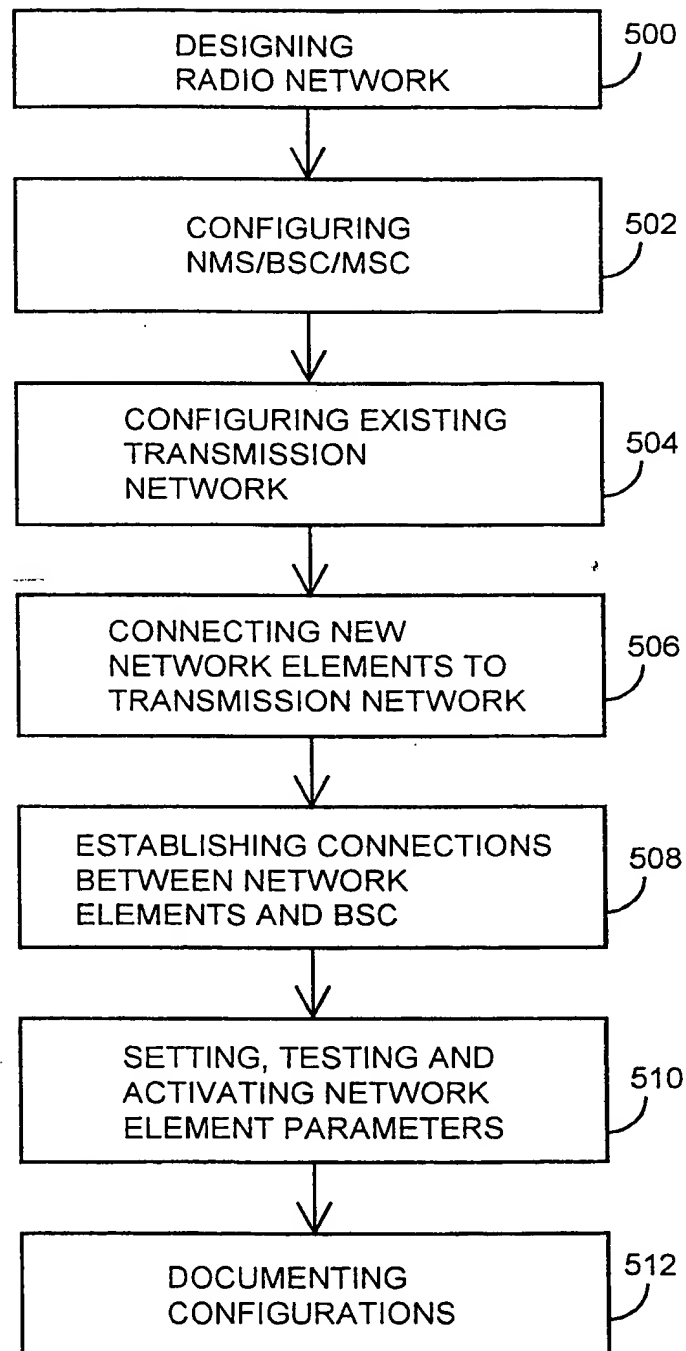 DESIGNING
RADIO NETWORK
500
CONFIGURING
NMS/BSC/MSC
502
CONFIGURING EXISTING
TRANSMISSION
NETWORK
504
CONNECTING NEW
NETWORK ELEMENTS TO
TRANSMISSION NETWORK
506
ESTABLISHING CONNECTIONS
BETWEEN NETWORK
ELEMENTS AND BSC
508
SETTING, TESTING AND
ACTIVATING NETWORK
ELEMENT PARAMETERS
510
DOCUMENTING
CONFIGURATIONS
512